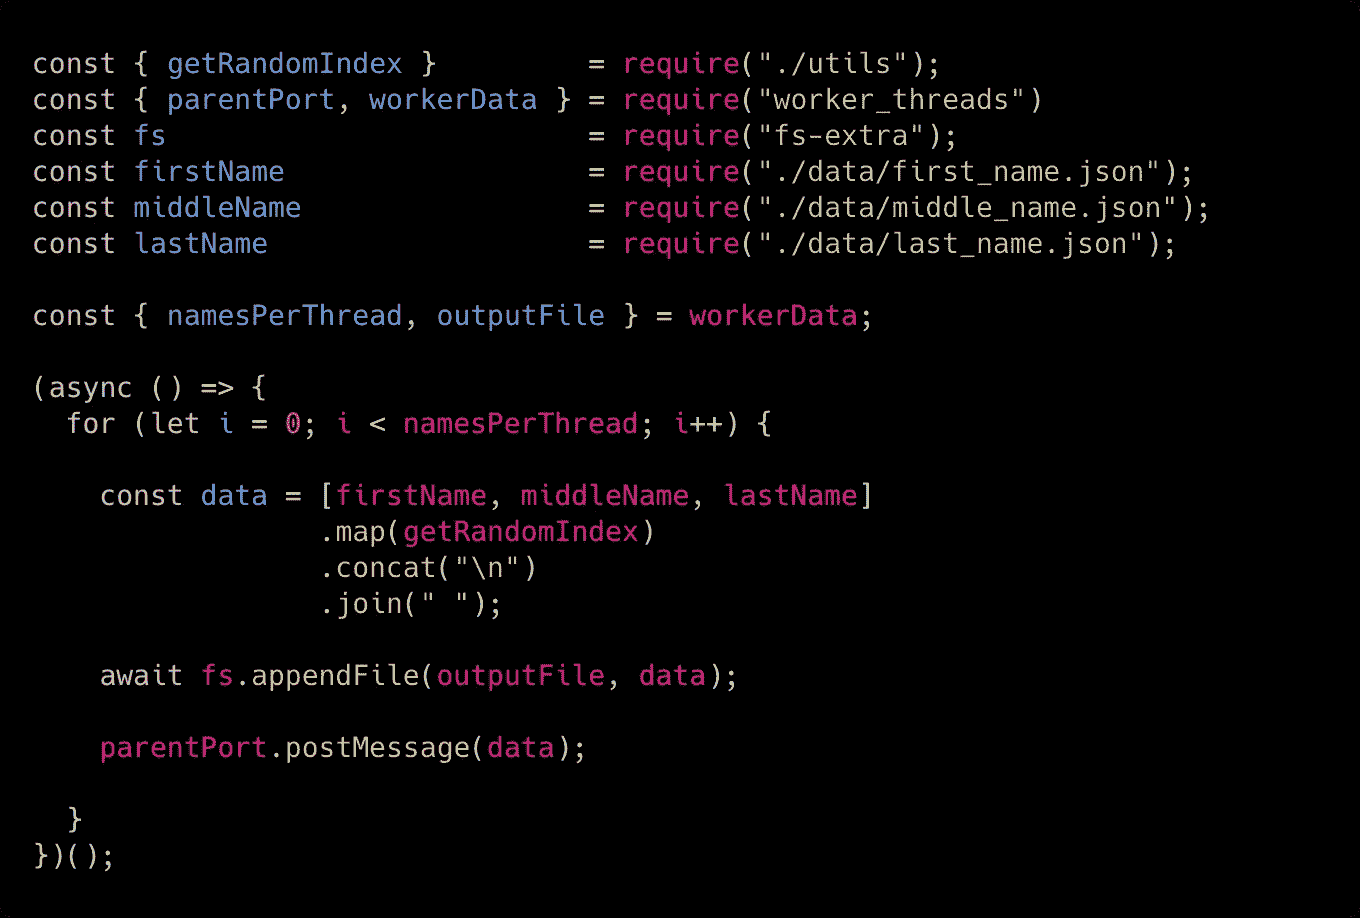 const { getRandomIndex }         = require("./utils");
const { parentPort, workerData } = require("worker_threads")
const fs                         = require("fs-extra");
const firstName                  = require("./data/first_name.json");
const middleName                 = require("./data/middle_name.json");
const lastName                   = require("./data/last_name.json");

const { namesPerThread, outputFile } = workerData;

(async () => {
  for (let i = 0; i < namesPerThread; i++) {

    const data = [firstName, middleName, lastName]
                 .map(getRandomIndex)
                 .concat("\n")
                 .join(" ");

    await fs.appendFile(outputFile, data);

    parentPort.postMessage(data);

  }
})();